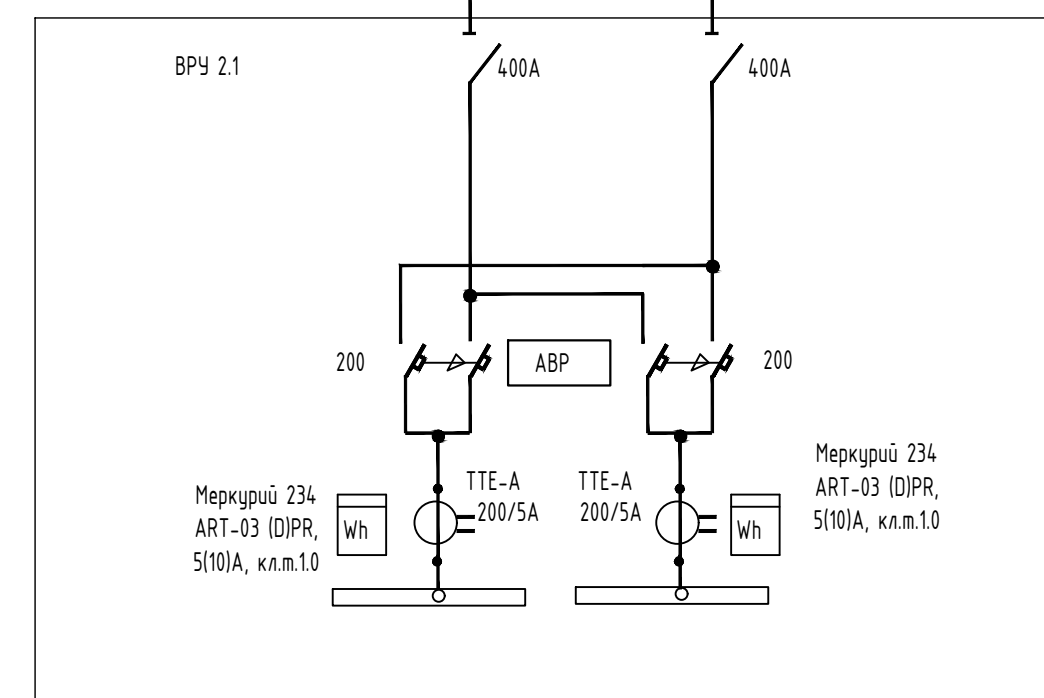 ВРУ 2.1
400А
400А
200
АВР
200
Меркурий 234
ART-03 (D)PR,
5(10)А, кл.т.1.0
Wh
ТТЕ-А
200/5А
ТТЕ-А
200/5А
Wh
Меркурий 234
ART-03 (D)PR,
5(10)А, кл.т.1.0